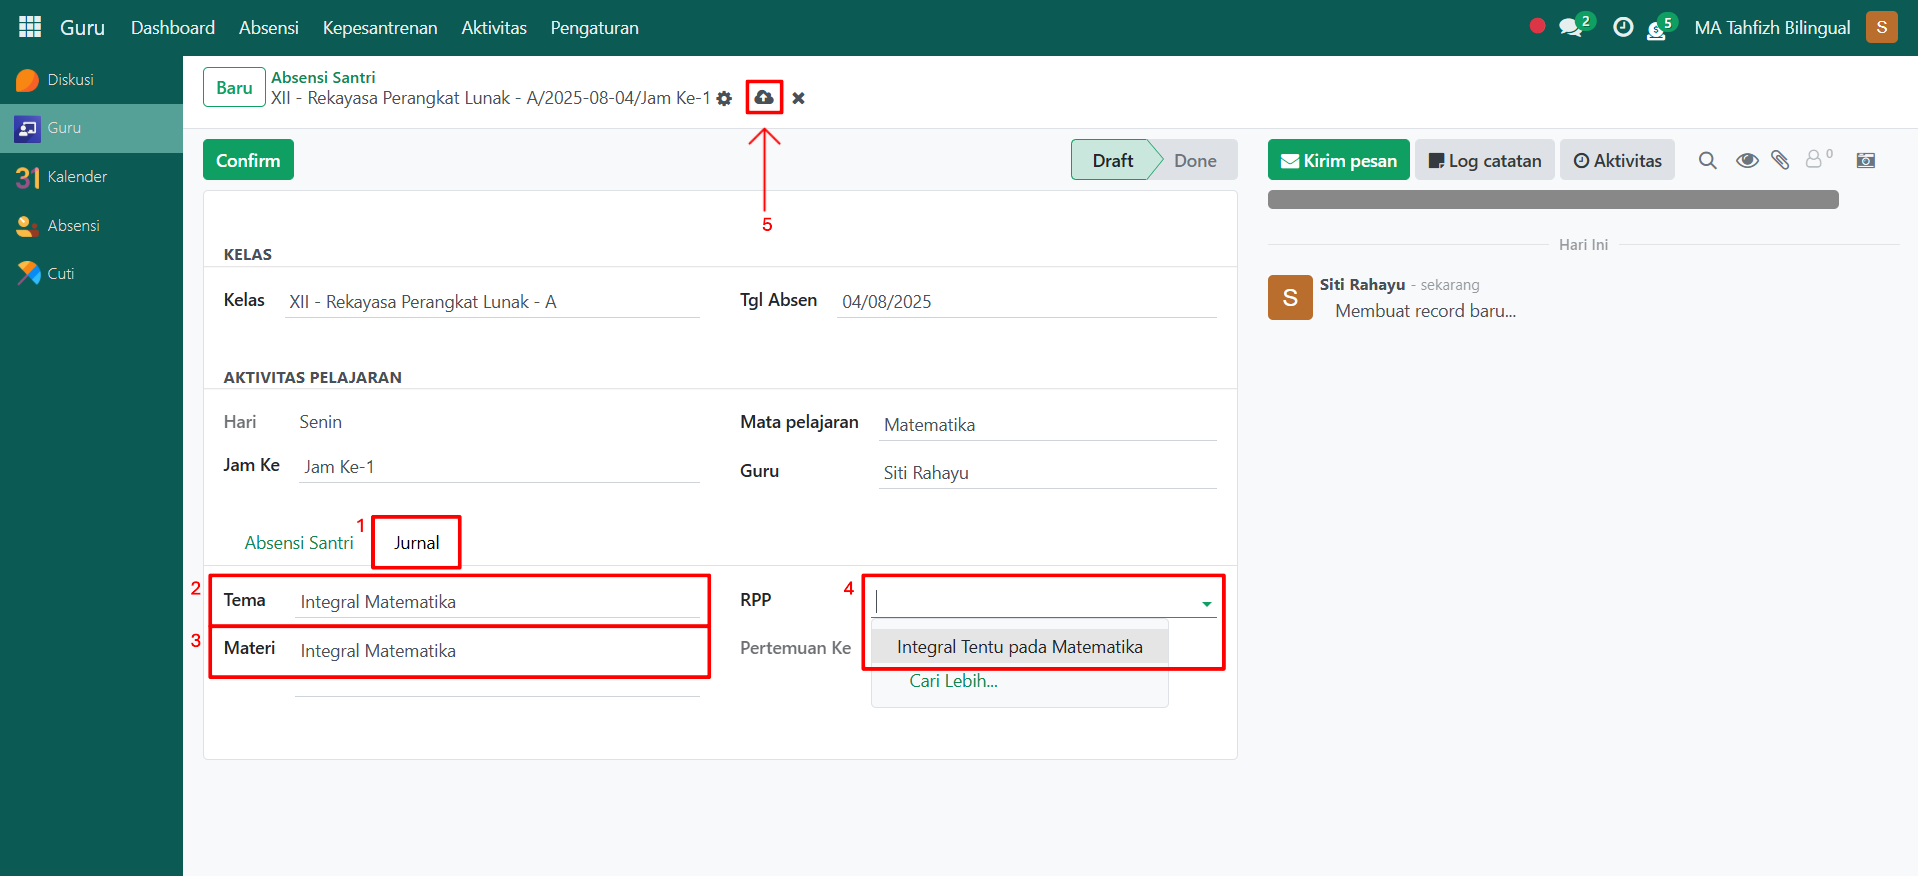 Guru Dashboard Absensi Kepesantrenan Aktivitas Pengaturan 2 5 MA Tahfizh Bilingual S
Diskusi
Guru
31 Kalender
Absensi
Cuti
Baru
Absensi Santri
XII - Rekayasa Perangkat Lunak - A/2025-08-04/Jam Ke-1
5
Confirm
Draft Done
Kirim pesan Log catatan Aktivitas 0
KELAS
Kelas XII - Rekayasa Perangkat Lunak - A
Tgl Absen 04/08/2025
AKTIVITAS PELAJARAN
Hari Senin
Mata pelajaran Matematika
Jam Ke Jam Ke-1
Guru Siti Rahayu
Absensi Santri 1 Jurnal
2 Tema Integral Matematika
RPP 4
3 Materi Integral Matematika
Pertemuan Ke
Integral Tentu pada Matematika
Cari Lebih...
Hari Ini
S Siti Rahayu - sekarang
Membuat record baru...